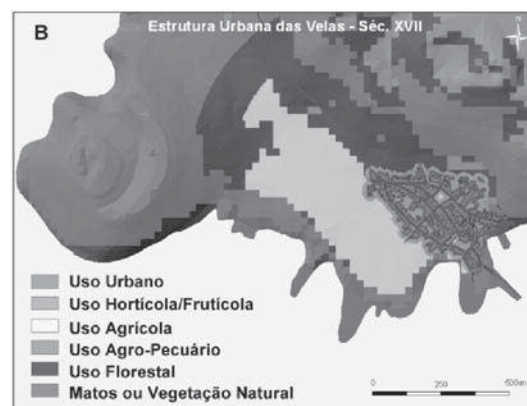 B
Estrutura Urbana das Velas - Séc. XVII
N
Uso Urbano
Uso Hortícola/Frutícola
Uso Agrícola
Uso Agro-Pecuário
Uso Florestal
Matos ou Vegetação Natural
0 250 500m